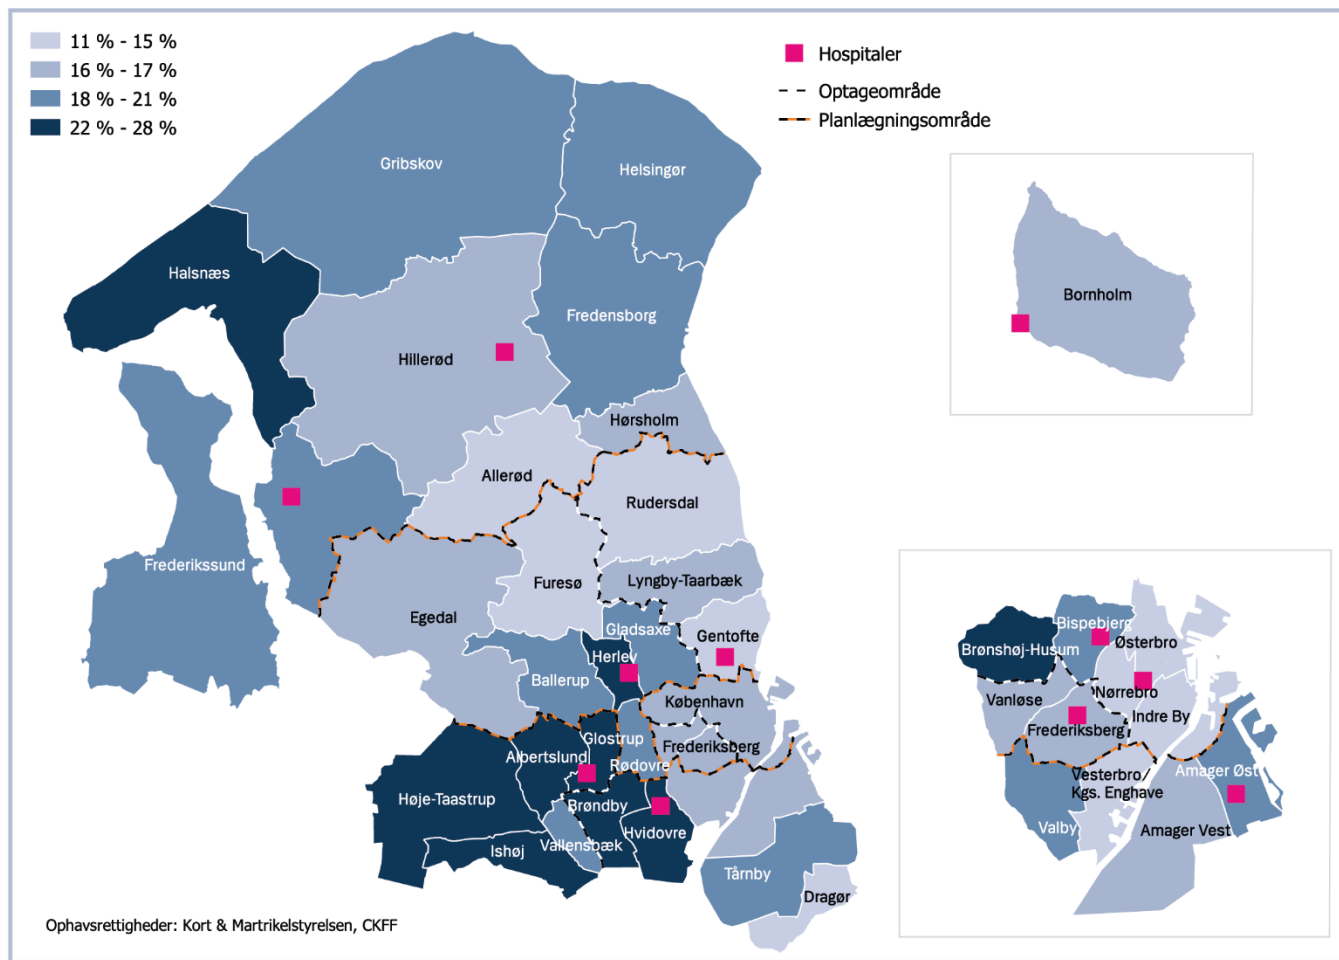 11 % - 15 %
16 % - 17 %
18 % - 21 %
22 % - 28 %
Hospitaler
Optageområde
Planlægningsområde
Gribskov
Helsingør
Halsnæs
Fredensborg
Hillerød
Hørsholm
Allerød
Rudersdal
Frederikssund
Furesø
Lyngby-Taarbæk
Egedal
Gladsaxe
Gentofte
Herlev
Ballerup
København
Glostrup
Frederiksberg
Albertslund
Rødovre
Høje-Taastrup
Brøndby
Hvidovre
Ishøj
Vallensbæk
Tårnby
Dragør
Bornholm
Bispebjerg
Østerbro
Brønshøj-Husum
Nørrebro
Vanløse
Indre By
Frederiksberg
Vesterbro/
Kgs. Enghave
Amager Øst
Valby
Amager Vest
Ophavsrettigheder: Kort & Martrikelstyrelsen, CKFF